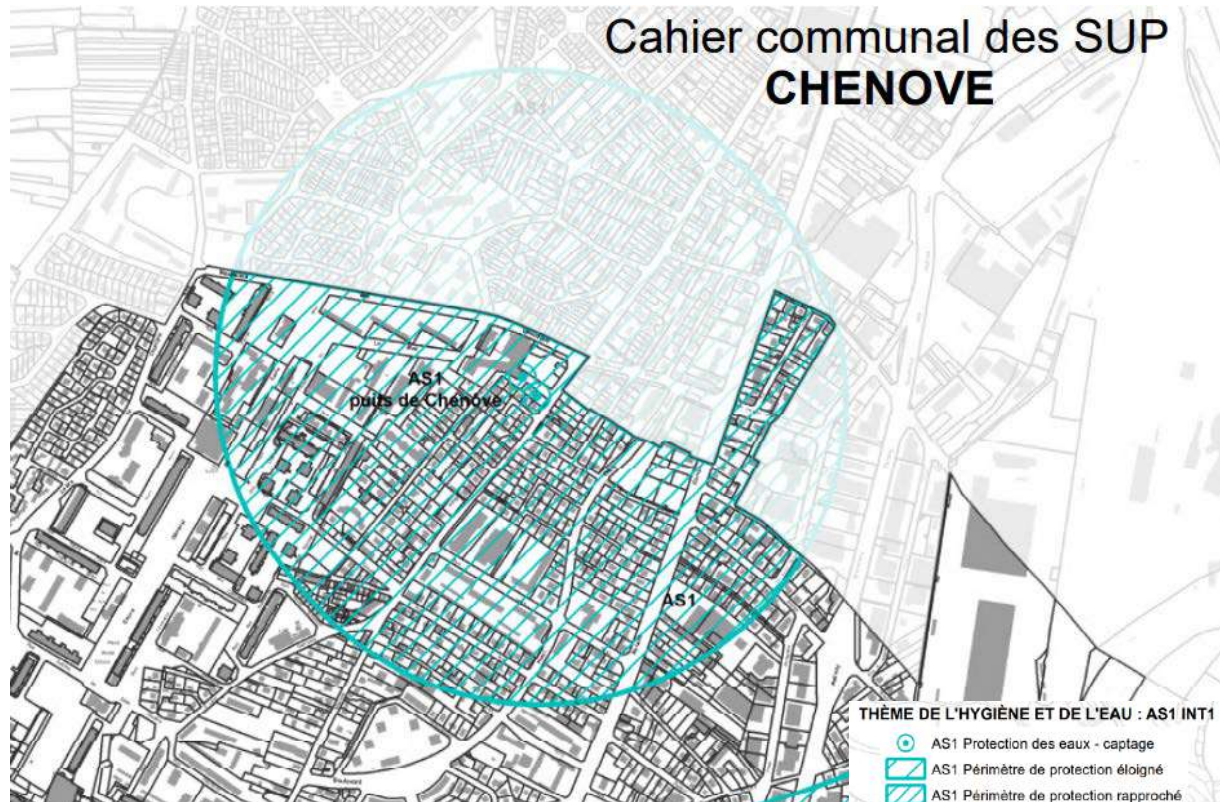 Cahier communal des SUP
CHENOVE
AS1
AS1
puits de Chenove
AS1
THÈME DE L'HYGIÈNE ET DE L'EAU : AS1 INT1
AS1 Protection des eaux - captage
AS1 Périmètre de protection éloigné
AS1 Périmètre de protection rapproché